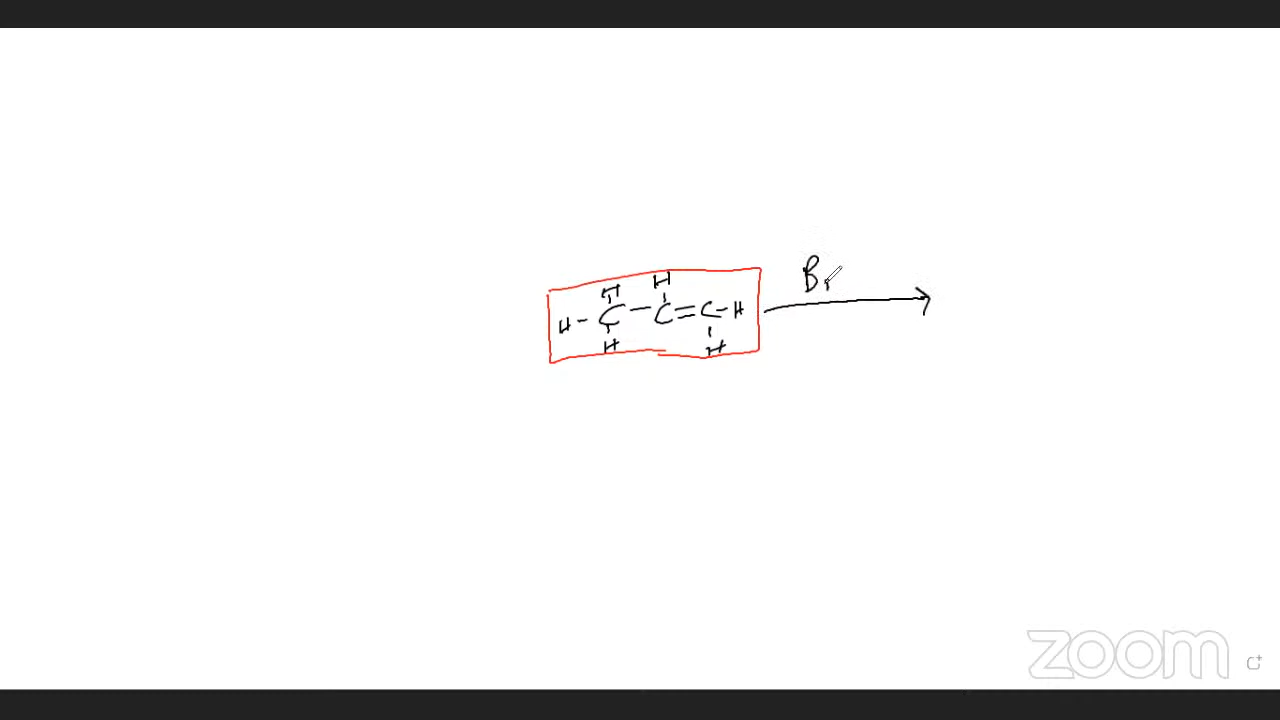 Br
H H
H - C - C = C - H
H H
zoom